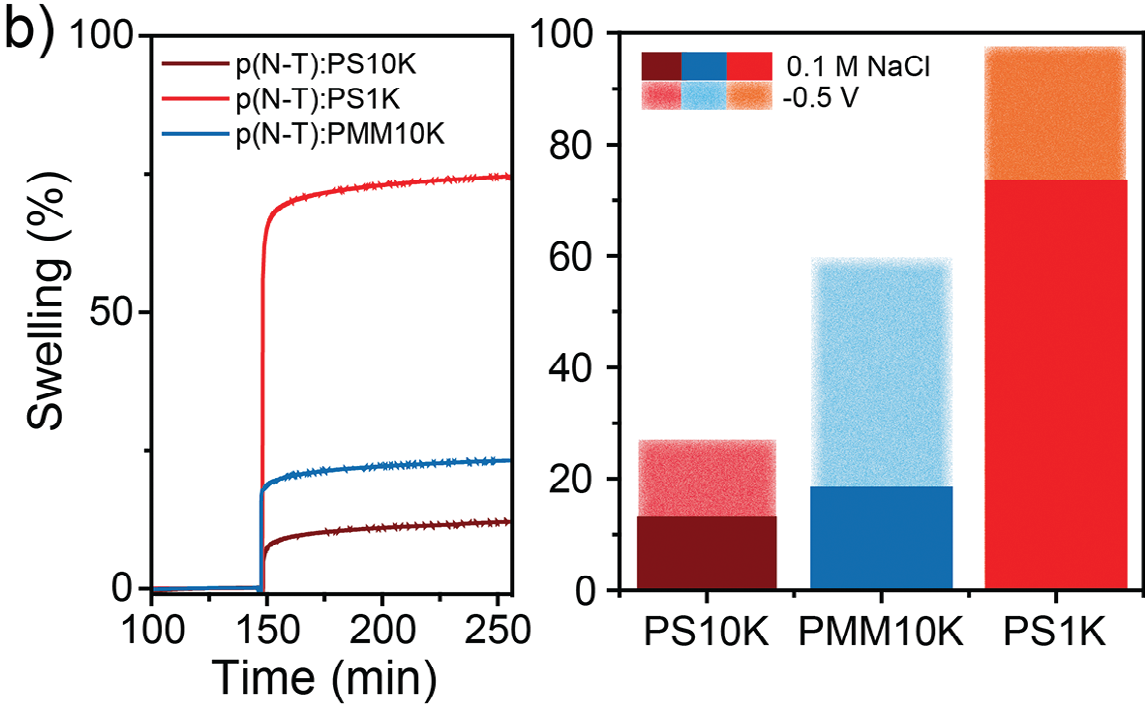 b)
Swelling (%)
100
50
0
p(N-T):PS10K
p(N-T):PS1K
p(N-T):PMM10K
100 150 200 250
Time (min)
100
80
60
40
20
0
0.1 M NaCl
-0.5 V
PS10K PMM10K PS1K